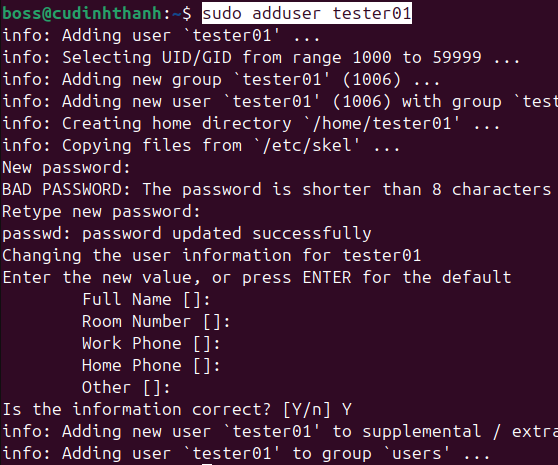 boss@cudinhthanh:~$ sudo adduser tester01
info: Adding user `tester01' ...
info: Selecting UID/GID from range 1000 to 59999 ...
info: Adding new group `tester01' (1006) ...
info: Adding new user `tester01' (1006) with group `test
info: Creating home directory `/home/tester01' ...
info: Copying files from `/etc/skel' ...
New password:
BAD PASSWORD: The password is shorter than 8 characters
Retype new password:
passwd: password updated successfully
Changing the user information for tester01
Enter the new value, or press ENTER for the default
Full Name []:
Room Number []:
Work Phone []:
Home Phone []:
Other []:
Is the information correct? [Y/n] Y
info: Adding new user `tester01' to supplemental / extra
info: Adding user `tester01' to group `users' ...